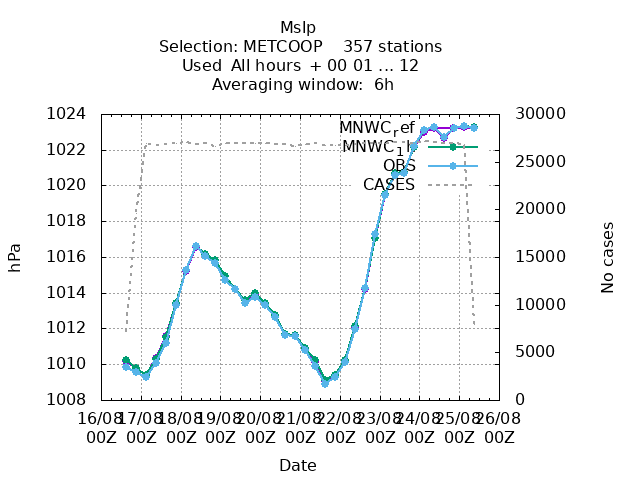 Mslp
Selection: METCOOP    357 stations
Used  All hours  + 00 01 ... 12
Averaging window:  6h
1024
1022
1020
1018
1016
1014
1012
1010
1008
hPa
30000
25000
20000
15000
10000
5000
0
No cases
MNWCref
OBS
CASES
16/08 17/08 18/08 19/08 20/08 21/08 22/08 23/08 24/08 25/08 26/08
00Z 00Z 00Z 00Z 00Z 00Z 00Z 00Z 00Z 00Z 00Z
Date